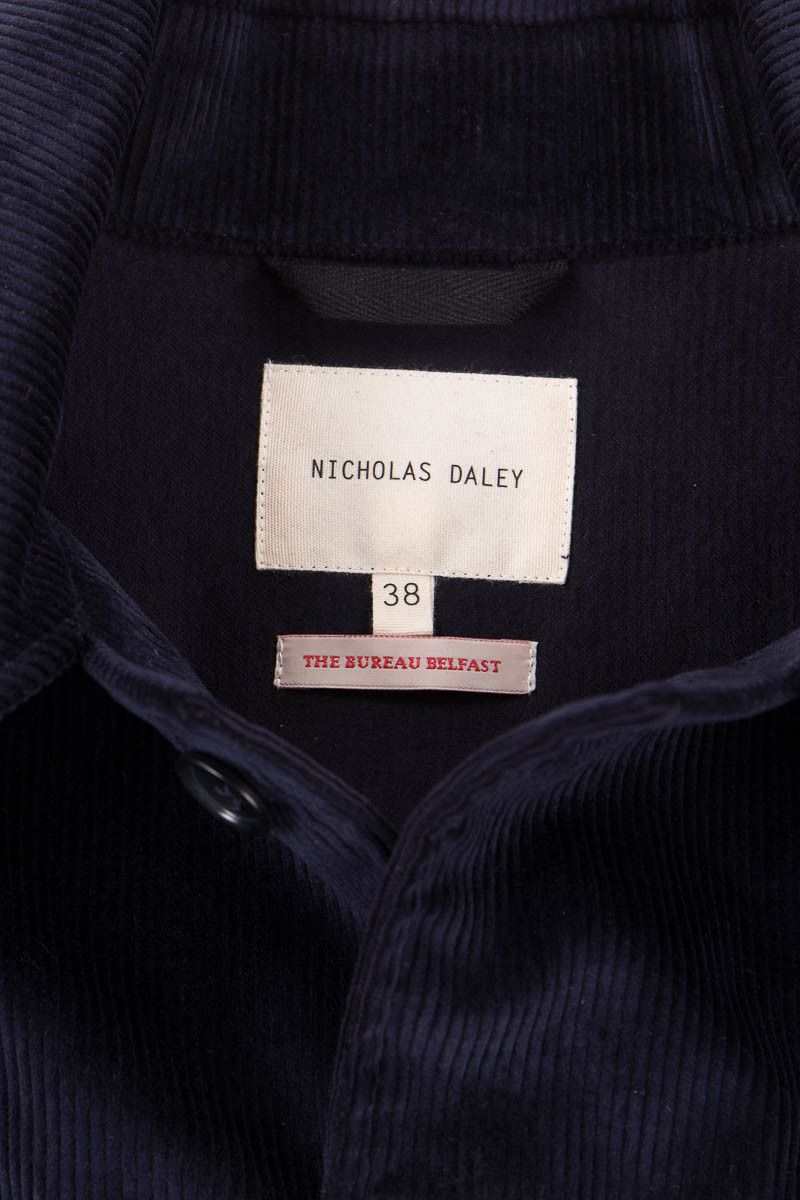 NICHOLAS DALEY
38
THE BUREAU BELFAST